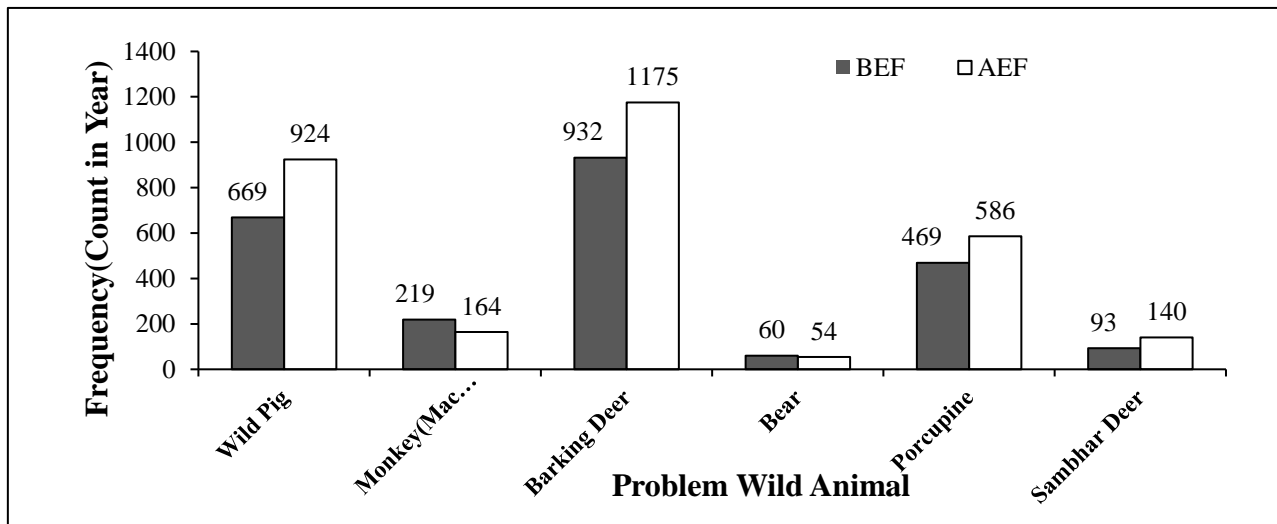 Frequency(Count in Year)
1400
1200
1000
800
600
400
200
0
BEF
AEF
669
924
219
164
932
1175
60
54
469
586
93
140
Wild Pig
Monkey(Mac…
Barking Deer
Bear
Porcupine
Sambhar Deer
Problem Wild Animal